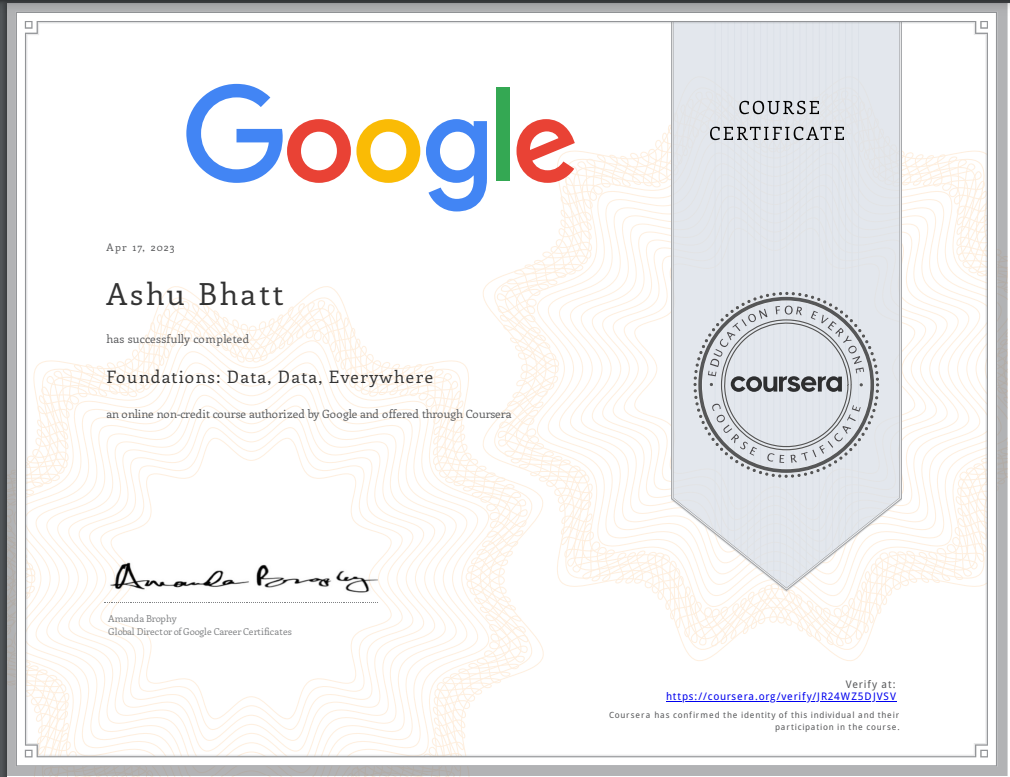 Google
COURSE
CERTIFICATE
Apr 17, 2023
Ashu Bhatt
has successfully completed
Foundations: Data, Data, Everywhere
an online non-credit course authorized by Google and offered through Coursera
EDUCATION FOR EVERYONE
coursera
COURSE CERTIFICATE
Amanda Brophy
Amanda Brophy
Global Director of Google Career Certificates
Verify at:
https://coursera.org/verify/JR24WZ5DJVSV
Coursera has confirmed the identity of this individual and their
participation in the course.